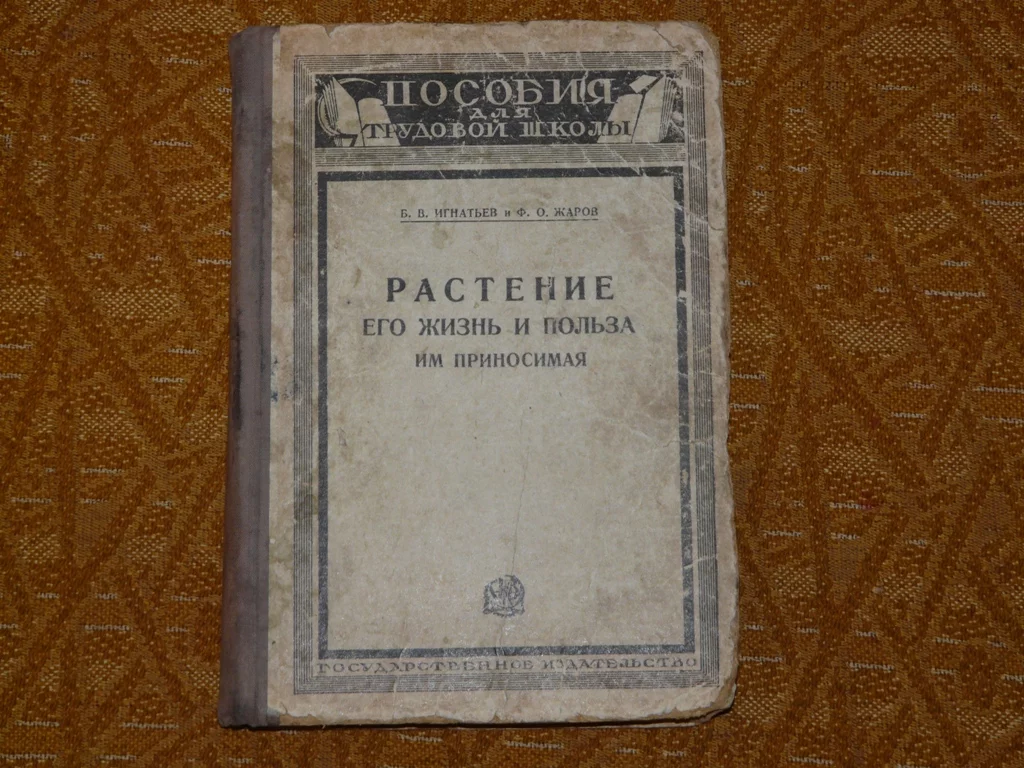 ПОСОБИЯ
для
ТРУДОВОЙ ШКОЛЫ
Б. В. ИГНАТЬЕВ и Ф. О. ЖАРОВ
РАСТЕНИЕ
ЕГО ЖИЗНЬ И ПОЛЬЗА
ИМ ПРИНОСИМАЯ
ГОСУДАРСТВЕННОЕ ИЗДАТЕЛЬСТВО